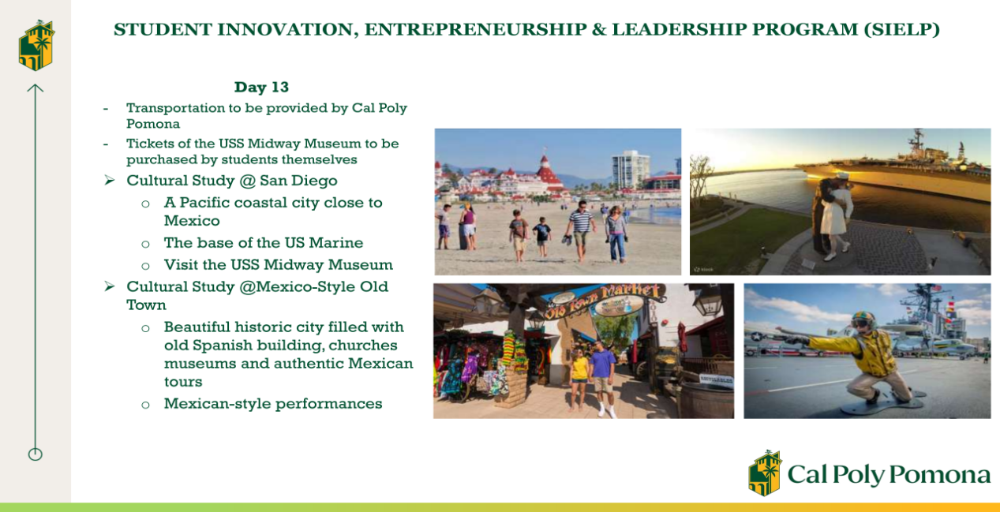 STUDENT INNOVATION, ENTREPRENEURSHIP & LEADERSHIP PROGRAM (SIELP)
Day 13
- Transportation to be provided by Cal Poly
Pomona
- Tickets of the USS Midway Museum to be
purchased by students themselves
➢ Cultural Study @ San Diego
o A Pacific coastal city close to
Mexico
o The base of the US Marine
o Visit the USS Midway Museum
➢ Cultural Study @Mexico-Style Old
Town
o Beautiful historic city filled with
old Spanish building, churches
museums and authentic Mexican
tours
o Mexican-style performances
Old Town Market
RECYCLABLES
Cal Poly Pomona